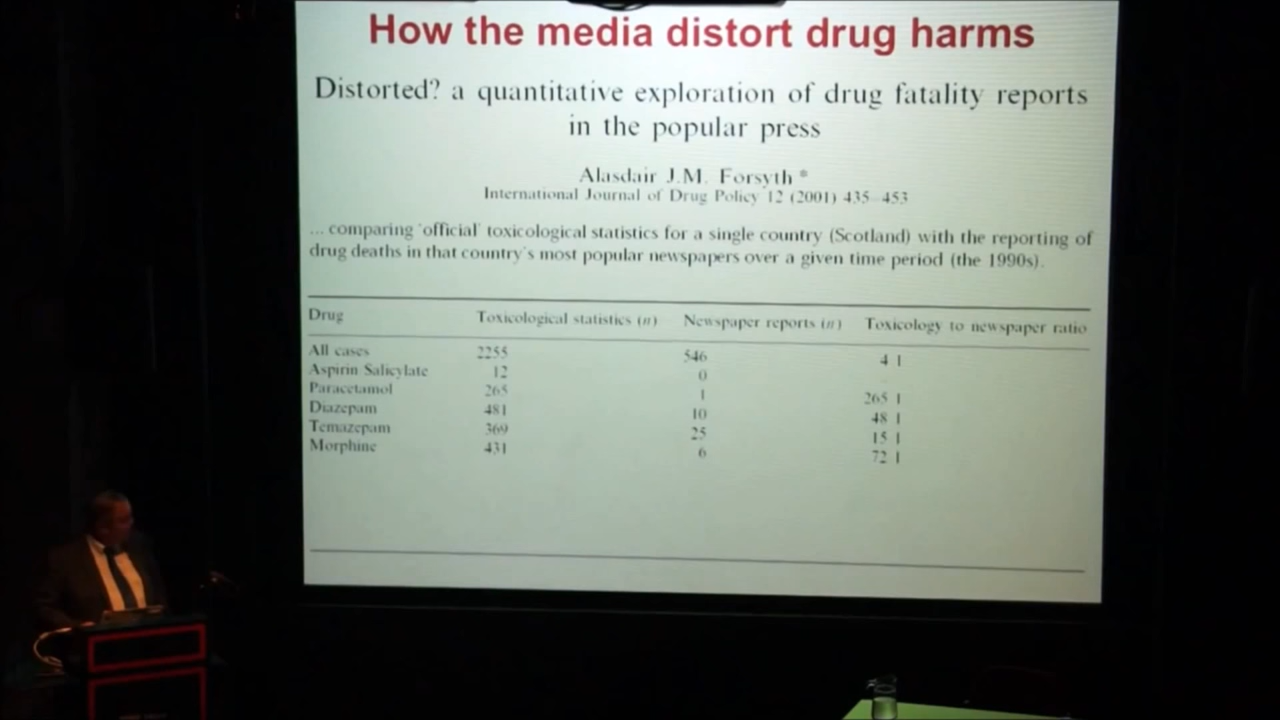 How the media distort drug harms
Distorted? a quantitative exploration of drug fatality reports
in the popular press
Alasdair J.M. Forsyth *
International Journal of Drug Policy 12 (2001) 435–453
... comparing 'official' toxicological statistics for a single country (Scotland) with the reporting of
drug deaths in that country's most popular newspapers over a given time period (the 1990s).
Drug Toxicological statistics (n) Newspaper reports (n) Toxicology to newspaper ratio
All cases 2255 546 4 1
Aspirin Salicylate 12 0
Paracetamol 265 1 265 1
Diazepam 481 10 48 1
Temazepam 369 25 15 1
Morphine 431 6 72 1